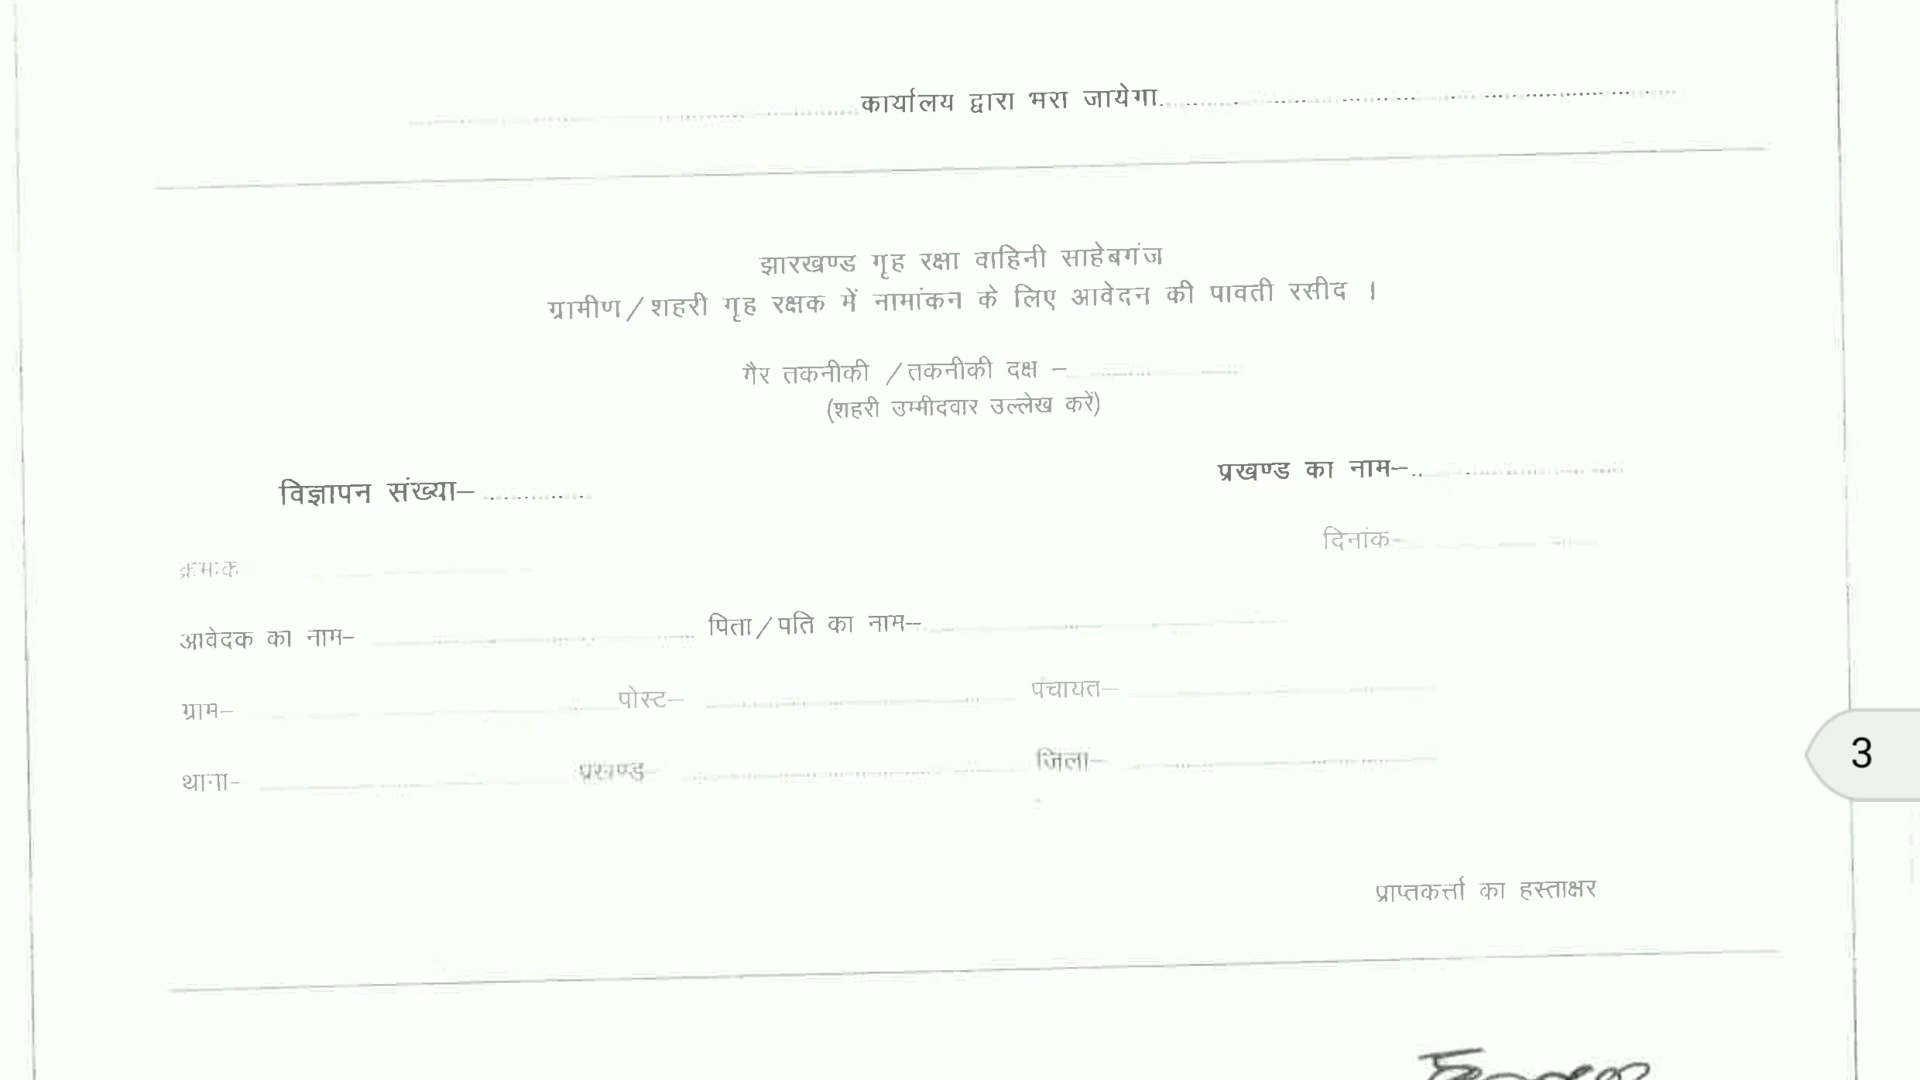 कार्यालय द्वारा भरा जायेगा
झारखण्ड गृह रक्षा वाहिनी साहेबगंज
ग्रामीण/शहरी गृह रक्षक में नामांकन के लिए आवेदन की पावती रसीद ।
गैर तकनीकी /तकनीकी दक्ष –
(शहरी उम्मीदवार उल्लेख करें)
विज्ञापन संख्या– प्रखण्ड का नाम–
क्रमांक दिनांक–
आवेदक का नाम– पिता/पति का नाम–
ग्राम– पोस्ट– पंचायत–
थाना– प्रखण्ड– जिला–
3
प्राप्तकर्त्ता का हस्ताक्षर